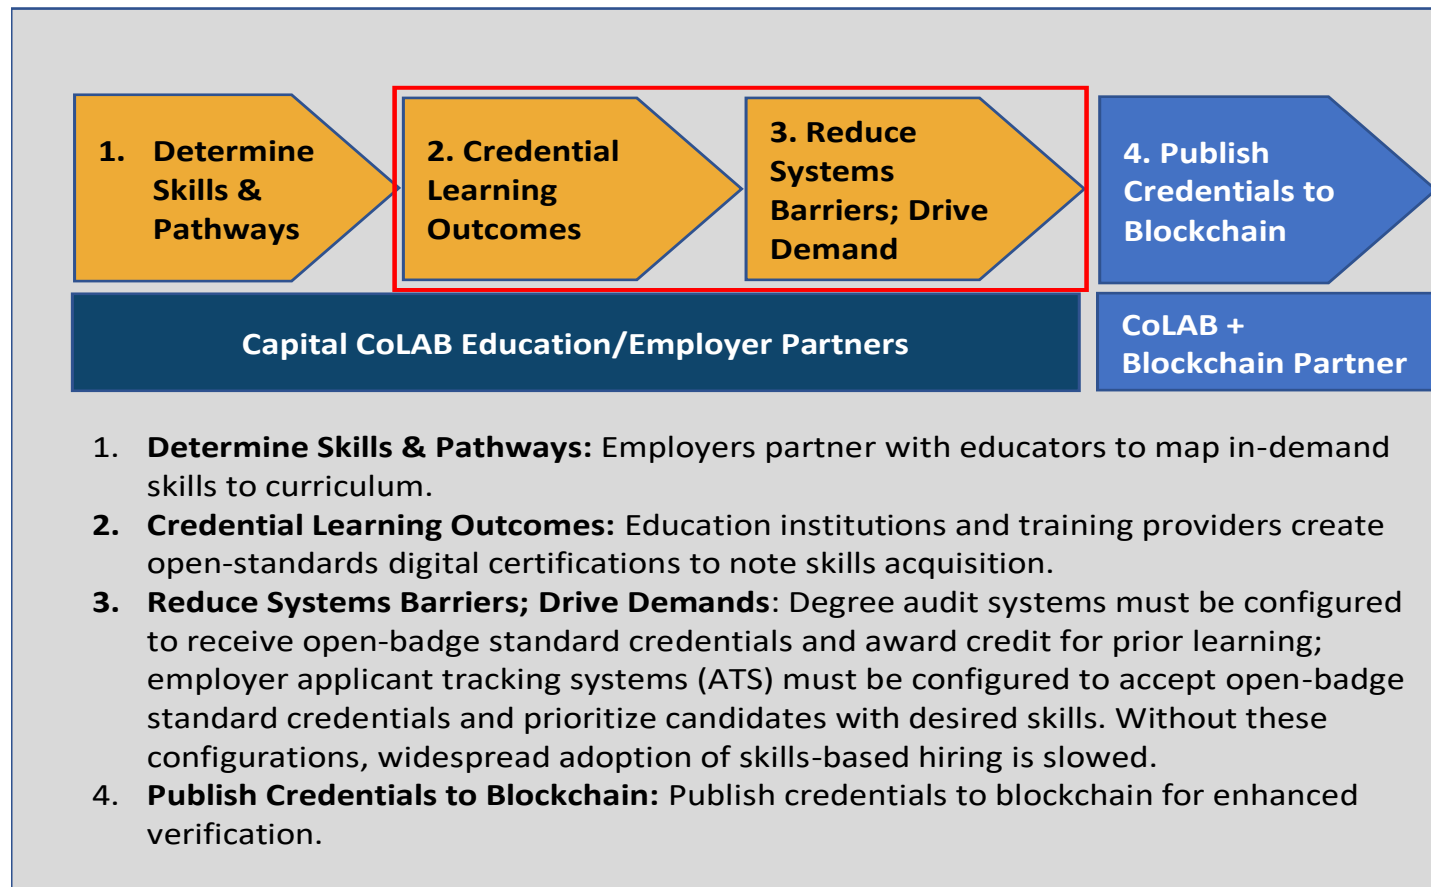 1. Determine
Skills &
Pathways
2. Credential
Learning
Outcomes
3. Reduce
Systems
Barriers; Drive
Demand
4. Publish
Credentials to
Blockchain
Capital CoLAB Education/Employer Partners
CoLAB +
Blockchain Partner
1. Determine Skills & Pathways: Employers partner with educators to map in-demand
skills to curriculum.
2. Credential Learning Outcomes: Education institutions and training providers create
open-standards digital certifications to note skills acquisition.
3. Reduce Systems Barriers; Drive Demands: Degree audit systems must be configured
to receive open-badge standard credentials and award credit for prior learning;
employer applicant tracking systems (ATS) must be configured to accept open-badge
standard credentials and prioritize candidates with desired skills. Without these
configurations, widespread adoption of skills-based hiring is slowed.
4. Publish Credentials to Blockchain: Publish credentials to blockchain for enhanced
verification.